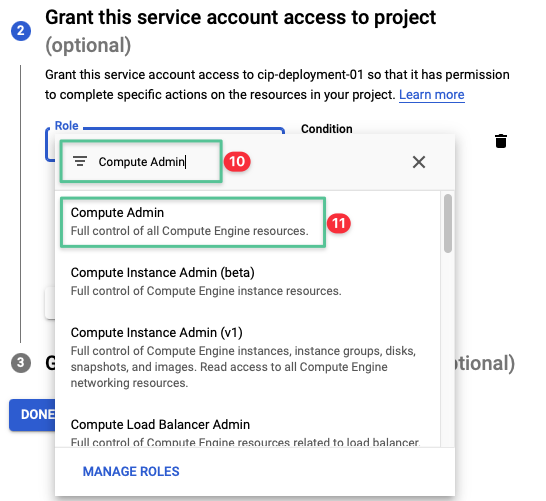 2
Grant this service account access to project
(optional)
Grant this service account access to cip-deployment-01 so that it has permission
to complete specific actions on the resources in your project. Learn more
Role
Condition
Compute Admin
10
Compute Admin
Full control of all Compute Engine resources.
11
Compute Instance Admin (beta)
Full control of Compute Engine instance resources.
Compute Instance Admin (v1)
Full control of Compute Engine instances, instance groups, disks,
snapshots, and images. Read access to all Compute Engine
networking resources.
3
Compute Load Balancer Admin
Full control of Compute Engine resources related to load balancer.
DONE
MANAGE ROLES